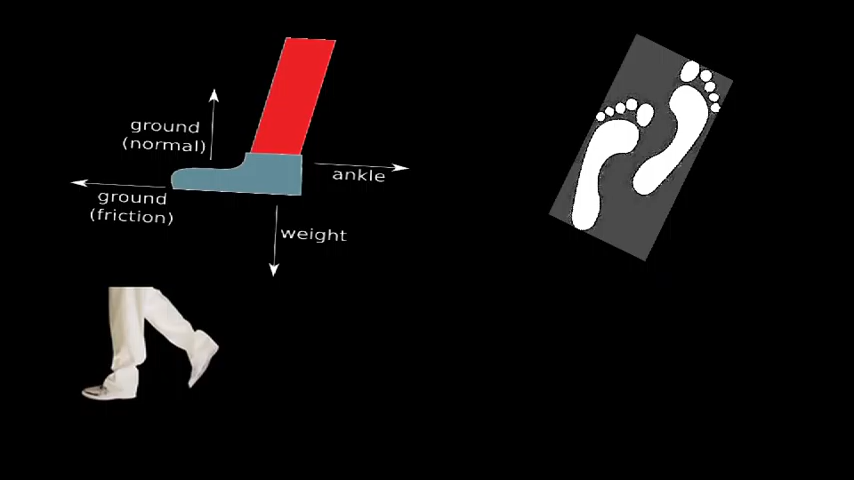 ground
(normal)
ankle
ground
(friction)
weight